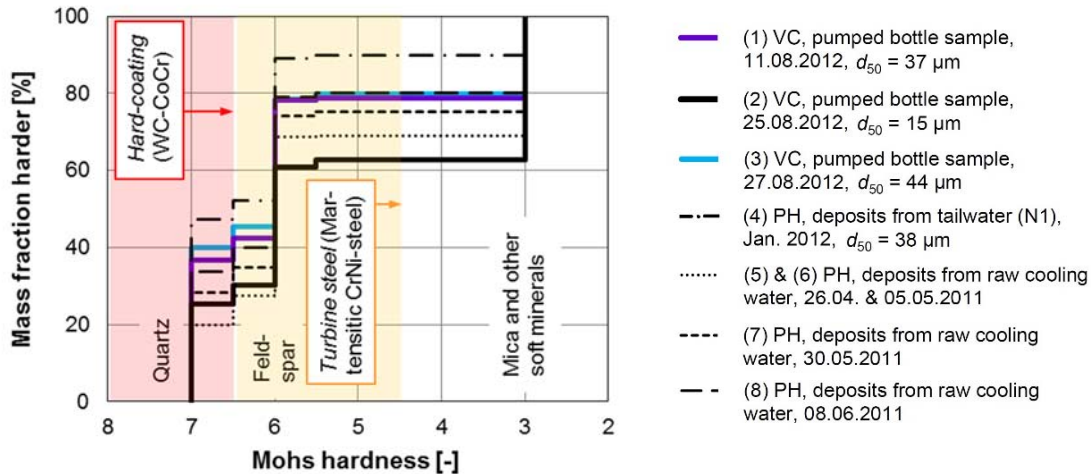 Mass fraction harder [%]
100
80
60
40
20
0
Hard-coating
(WC-CoCr)
Quartz
Feld-
spar
Turbine steel (Mar-
tensitic CrNi-steel)
Mica and other
soft minerals
8
7
6
5
4
3
2
Mohs hardness [-]
(1) VC, pumped bottle sample,
11.08.2012, d50 = 37 µm
(2) VC, pumped bottle sample,
25.08.2012, d50 = 15 µm
(3) VC, pumped bottle sample,
27.08.2012, d50 = 44 µm
(4) PH, deposits from tailwater (N1),
Jan. 2012, d50 = 38 µm
(5) & (6) PH, deposits from raw cooling
water, 26.04. & 05.05.2011
(7) PH, deposits from raw cooling
water, 30.05.2011
(8) PH, deposits from raw cooling
water, 08.06.2011